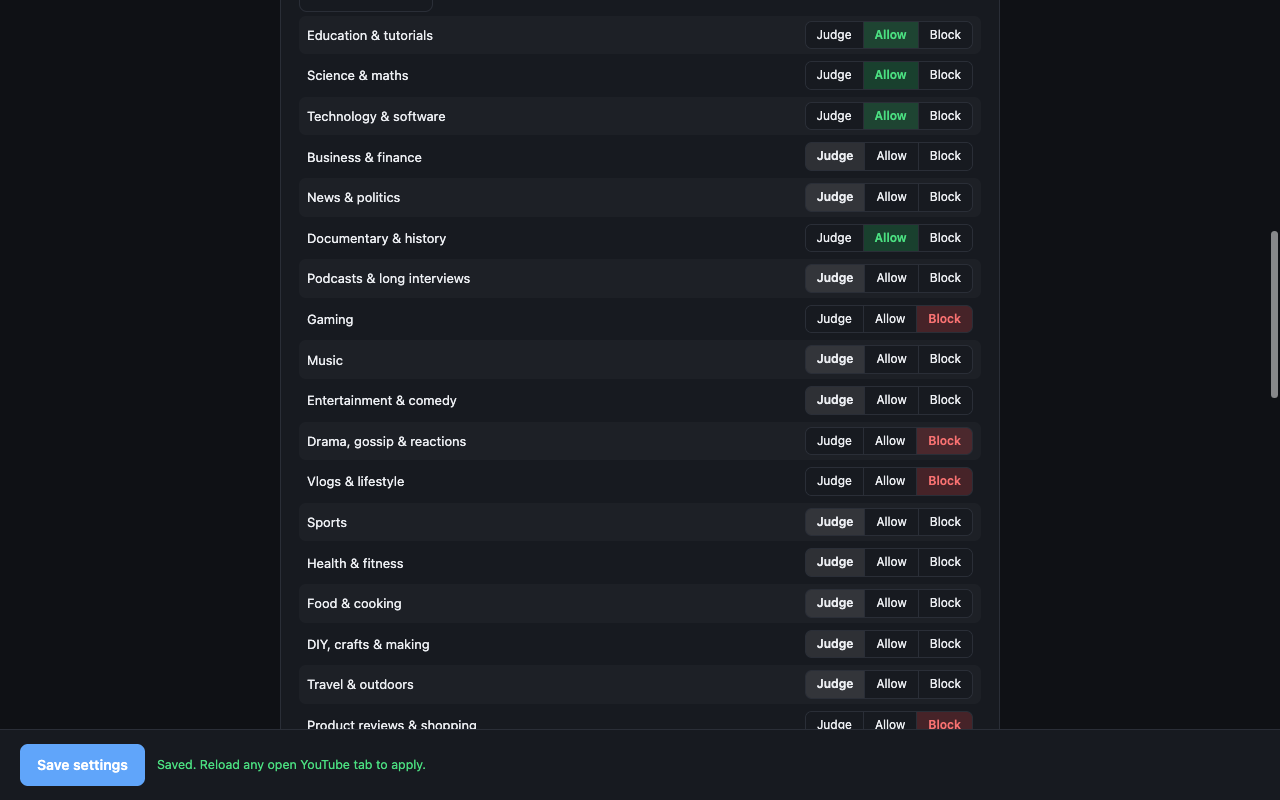 Education & tutorials Judge Allow Block
Science & maths Judge Allow Block
Technology & software Judge Allow Block
Business & finance Judge Allow Block
News & politics Judge Allow Block
Documentary & history Judge Allow Block
Podcasts & long interviews Judge Allow Block
Gaming Judge Allow Block
Music Judge Allow Block
Entertainment & comedy Judge Allow Block
Drama, gossip & reactions Judge Allow Block
Vlogs & lifestyle Judge Allow Block
Sports Judge Allow Block
Health & fitness Judge Allow Block
Food & cooking Judge Allow Block
DIY, crafts & making Judge Allow Block
Travel & outdoors Judge Allow Block
Product reviews & shopping Judge Allow Block
Save settings Saved. Reload any open YouTube tab to apply.